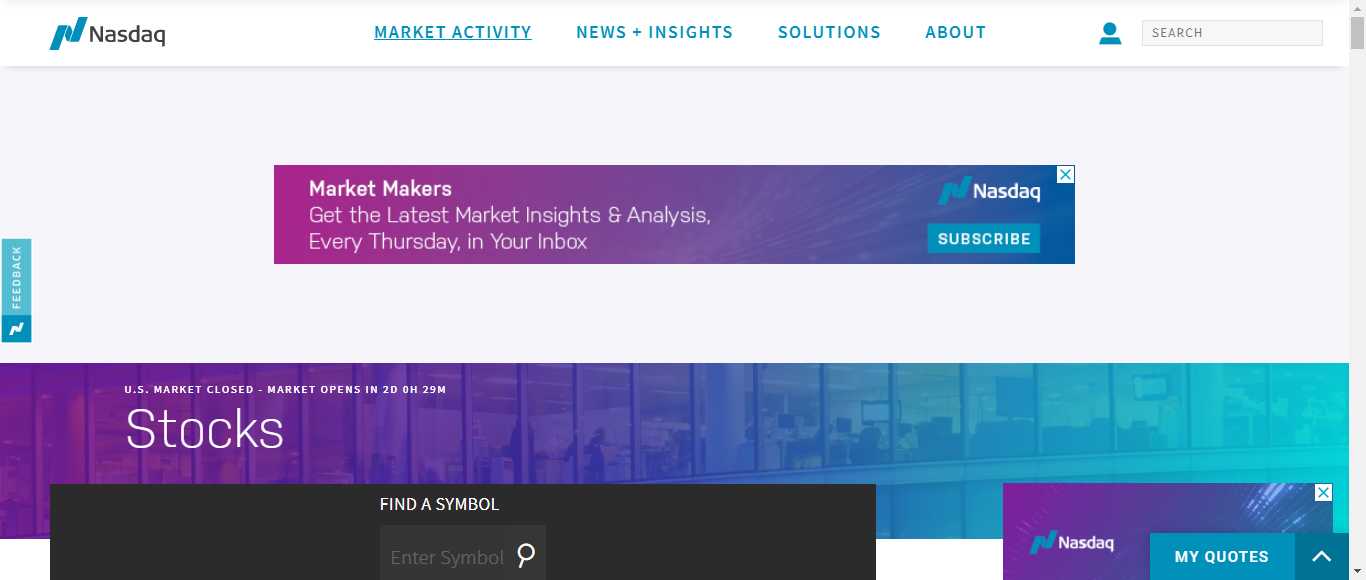 Nasdaq
MARKET ACTIVITY
NEWS + INSIGHTS
SOLUTIONS
ABOUT
SEARCH
Market Makers
Get the Latest Market Insights & Analysis,
Every Thursday, in Your Inbox
Nasdaq
SUBSCRIBE
FEEDBACK
U.S. MARKET CLOSED - MARKET OPENS IN 2D 0H 29M
Stocks
FIND A SYMBOL
Enter Symbol
Nasdaq
MY QUOTES